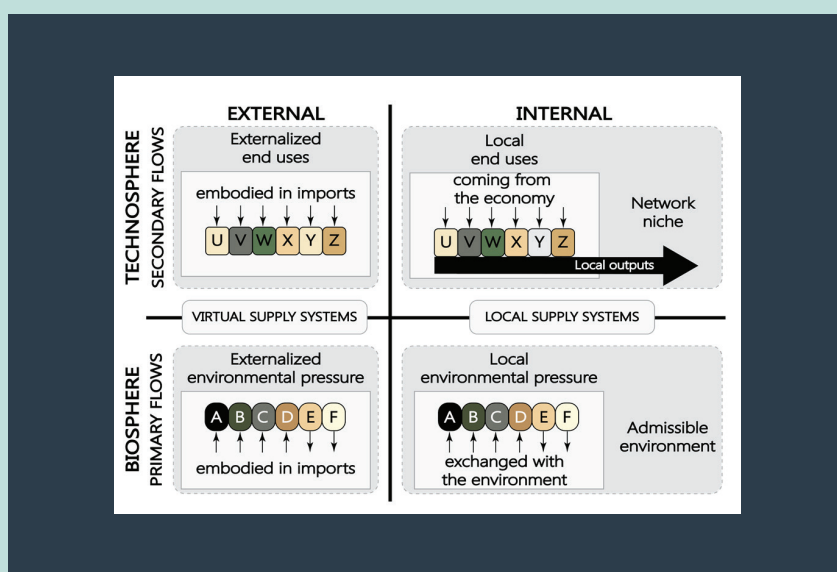 EXTERNAL
INTERNAL
TECHNOSPHERE
SECONDARY FLOWS
Externalized
end uses
embodied in imports
U V W X Y Z
Local
end uses
coming from
the economy
U V W X Y Z
Local outputs
Network
niche
VIRTUAL SUPPLY SYSTEMS
LOCAL SUPPLY SYSTEMS
BIOSPHERE
PRIMARY FLOWS
Externalized
environmental pressure
A B C D E F
embodied in imports
Local
environmental pressure
A B C D E F
exchanged with
the environment
Admissible
environment